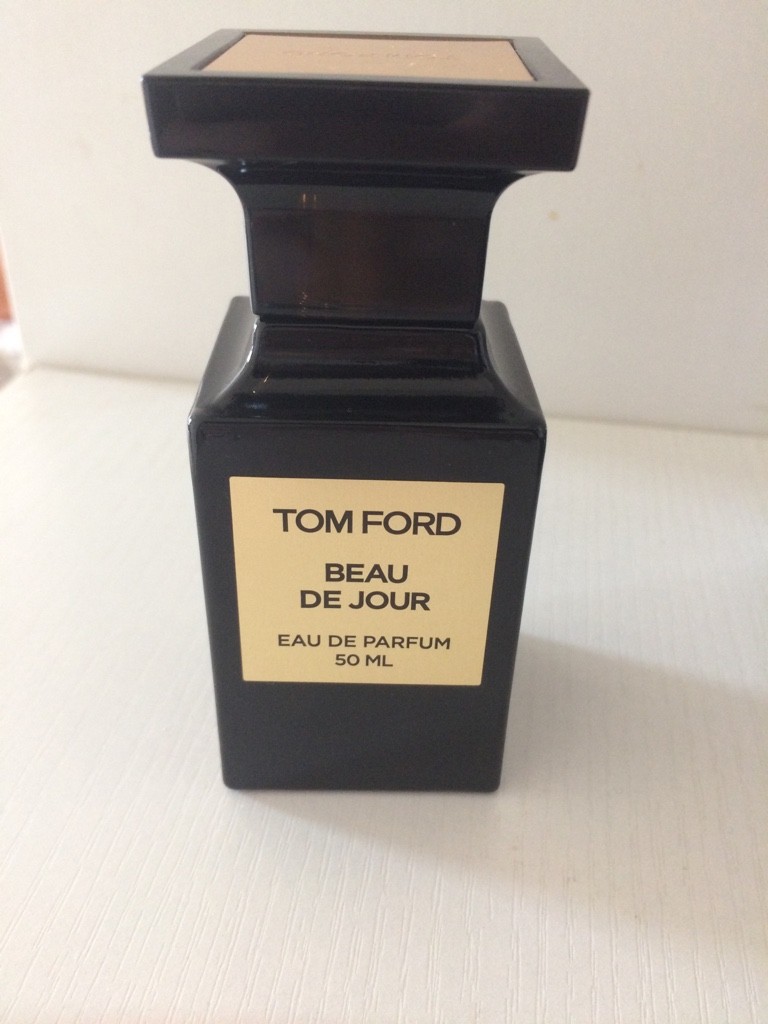 TOM FORD
BEAU
DE JOUR
EAU DE PARFUM
50 ML